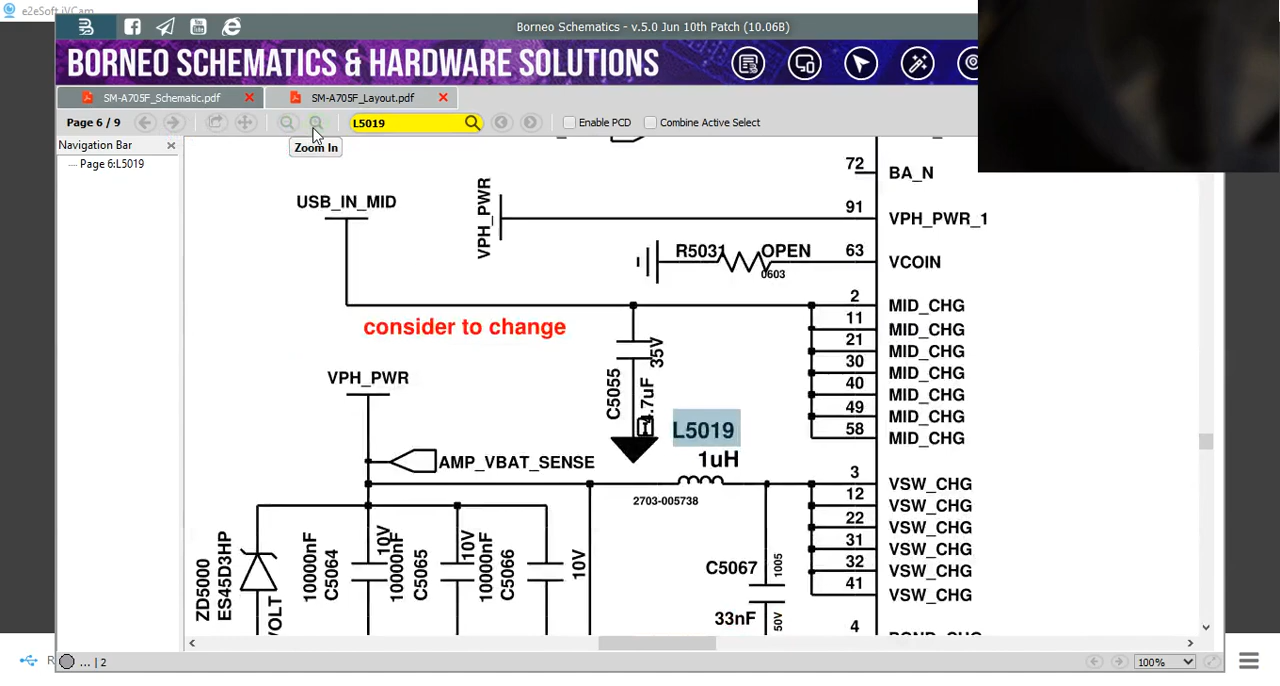 e2eSoft iVCam
Borneo Schematics - v.5.0 Jun 10th Patch (10.06B)
BORNEO SCHEMATICS & HARDWARE SOLUTIONS
SM-A705F_Schematic.pdf
SM-A705F_Layout.pdf
Page 6 / 9
L5019
Enable PCD
Combine Active Select
Zoom In
Navigation Bar
Page 6:L5019
72
BA_N
USB_IN_MID
VPH_PWR
91
VPH_PWR_1
R5031
OPEN
0603
63
VCOIN
2
MID_CHG
11
MID_CHG
21
MID_CHG
30
MID_CHG
40
MID_CHG
49
MID_CHG
58
MID_CHG
consider to change
35V
C5055
VPH_PWR
L5019
1uH
AMP_VBAT_SENSE
2703-005738
3
VSW_CHG
12
VSW_CHG
22
VSW_CHG
31
VSW_CHG
32
VSW_CHG
41
VSW_CHG
ZD5000
ES45D3HP
VOLT
10000nF
C5064
10V
10000nF
C5065
10V
10000nF
C5066
10V
C5067
1005
33nF
50V
4
... | 2
100%